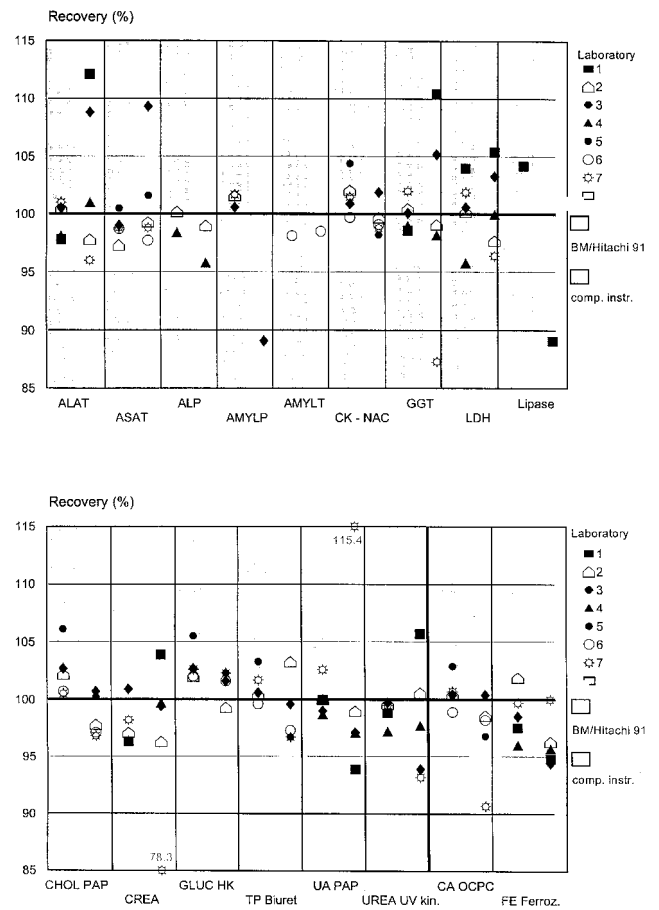 Recovery (%)
115
110
105
100
95
90
85
ALAT
ASAT
ALP
AMYLP
AMYLT
CK - NAC
GGT
LDH
Lipase
Laboratory
1
2
3
4
5
6
7
BM/Hitachi 91
comp. instr.
Recovery (%)
115
110
105
100
95
90
85
115.4
78.3
CHOL PAP
CREA
GLUC HK
TP Biuret
UA PAP
UREA UV kin.
CA OCPC
FE Ferroz.
Laboratory
1
2
3
4
5
6
7
BM/Hitachi 91
comp. instr.